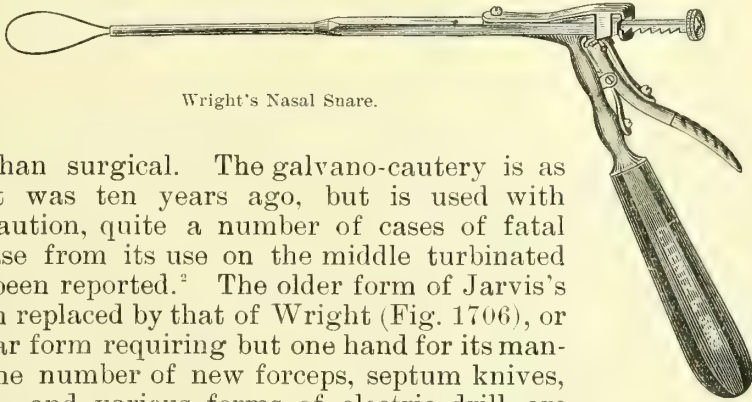 Wright's Nasal Snare.
han surgical. The galvano-cautery is as
t was ten years ago, but is used with
aution, quite a number of cases of fatal
se from its use on the middle turbinated
been reported.² The older form of Jarvis's
n replaced by that of Wright (Fig. 1706), or
ar form requiring but one hand for its man-
ne number of new forceps, septum knives,
and various forms of electric drill are